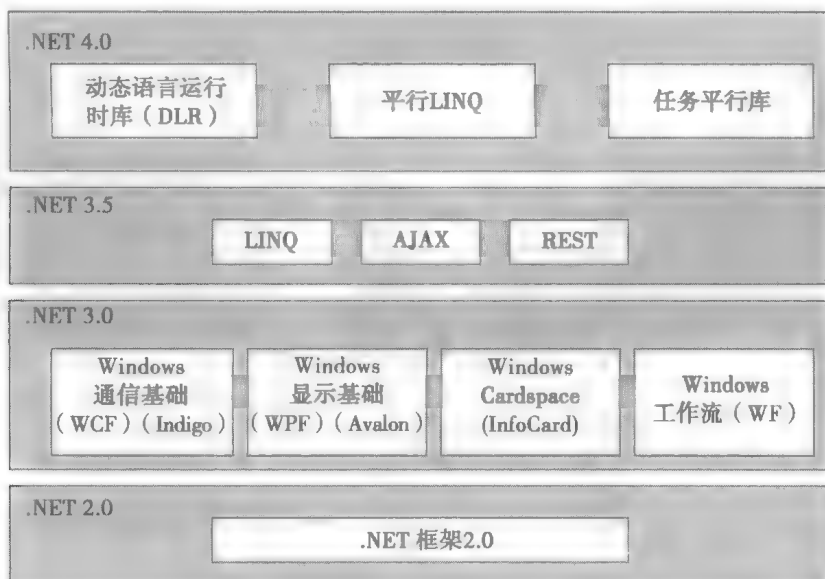 .NET 4.0
动态语言运行
时库（DLR）
平行LINQ
任务平行库
.NET 3.5
LINQ
AJAX
REST
.NET 3.0
Windows
通信基础
（WCF）（Indigo）
Windows
显示基础
（WPF）（Avalon）
Windows
Cardspace
(InfoCard)
Windows
工作流（WF）
.NET 2.0
.NET 框架2.0